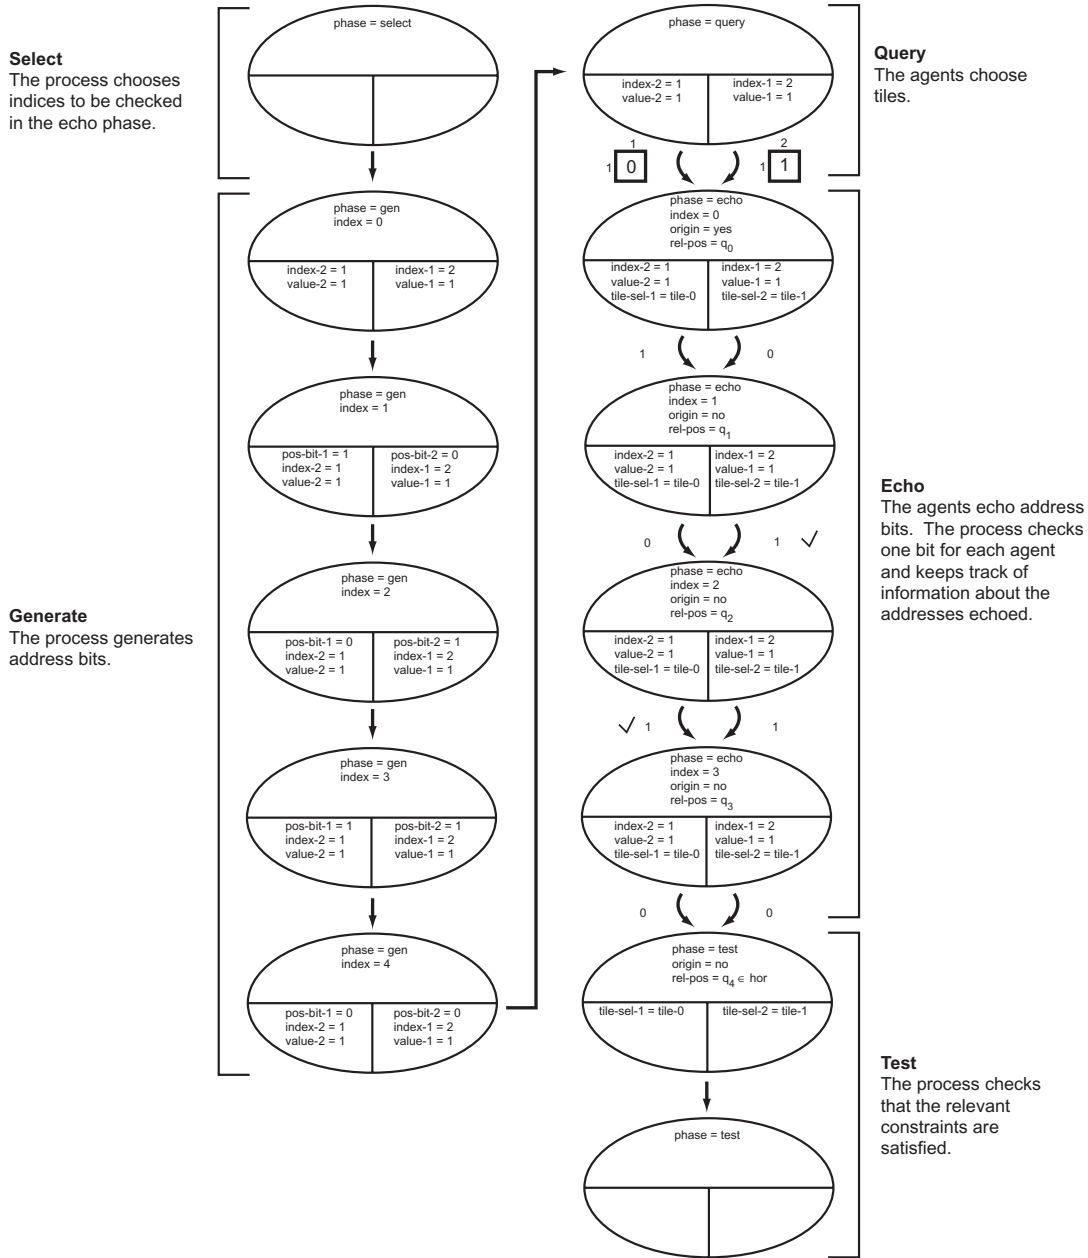 Select
The process chooses
indices to be checked
in the echo phase.
phase = select
phase = gen
index = 0
index-2 = 1
value-2 = 1
index-1 = 2
value-1 = 1
phase = gen
index = 1
pos-bit-1 = 1
index-2 = 1
value-2 = 1
pos-bit-2 = 0
index-1 = 2
value-1 = 1
Generate
The process generates
address bits.
phase = gen
index = 2
pos-bit-1 = 0
index-2 = 1
value-2 = 1
pos-bit-2 = 1
index-1 = 2
value-1 = 1
phase = gen
index = 3
pos-bit-1 = 1
index-2 = 1
value-2 = 1
pos-bit-2 = 1
index-1 = 2
value-1 = 1
phase = gen
index = 4
pos-bit-1 = 0
index-2 = 1
value-2 = 1
pos-bit-2 = 0
index-1 = 2
value-1 = 1
phase = query
index-2 = 1
value-2 = 1
index-1 = 2
value-1 = 1
Query
The agents choose
tiles.
1
1 0
2
1 1
phase = echo
index = 0
origin = yes
rel-pos = q0
index-2 = 1
value-2 = 1
tile-sel-1 = tile-0
index-1 = 2
value-1 = 1
tile-sel-2 = tile-1
1
0
phase = echo
index = 1
origin = no
rel-pos = q1
index-2 = 1
value-2 = 1
tile-sel-1 = tile-0
index-1 = 2
value-1 = 1
tile-sel-2 = tile-1
Echo
The agents echo address
bits. The process checks
one bit for each agent
and keeps track of
information about the
addresses echoed.
0
1 ✓
phase = echo
index = 2
origin = no
rel-pos = q2
index-2 = 1
value-2 = 1
tile-sel-1 = tile-0
index-1 = 2
value-1 = 1
tile-sel-2 = tile-1
✓ 1
1
phase = echo
index = 3
origin = no
rel-pos = q3
index-2 = 1
value-2 = 1
tile-sel-1 = tile-0
index-1 = 2
value-1 = 1
tile-sel-2 = tile-1
0
0
phase = test
origin = no
rel-pos = q4 ∈ hor
tile-sel-1 = tile-0
tile-sel-2 = tile-1
Test
The process checks
that the relevant
constraints are
satisfied.
phase = test